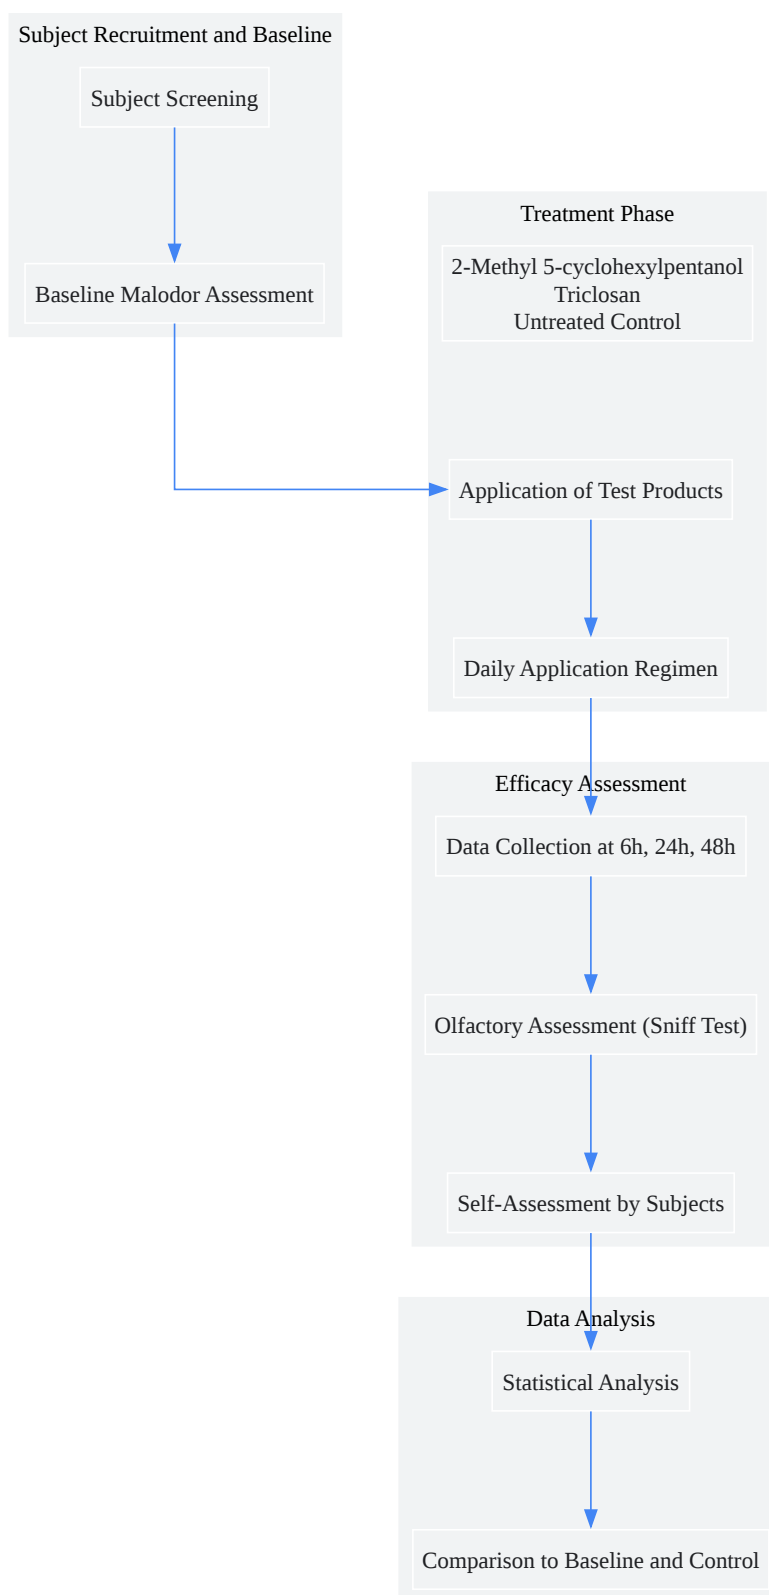 Subject Recruitment and Baseline
Subject Screening
Baseline Malodor Assessment
Treatment Phase
2-Methyl 5-cyclohexylpentanol
Triclosan
Untreated Control
Application of Test Products
Daily Application Regimen
Efficacy Assessment
Data Collection at 6h, 24h, 48h
Olfactory Assessment (Sniff Test)
Self-Assessment by Subjects
Data Analysis
Statistical Analysis
Comparison to Baseline and Control